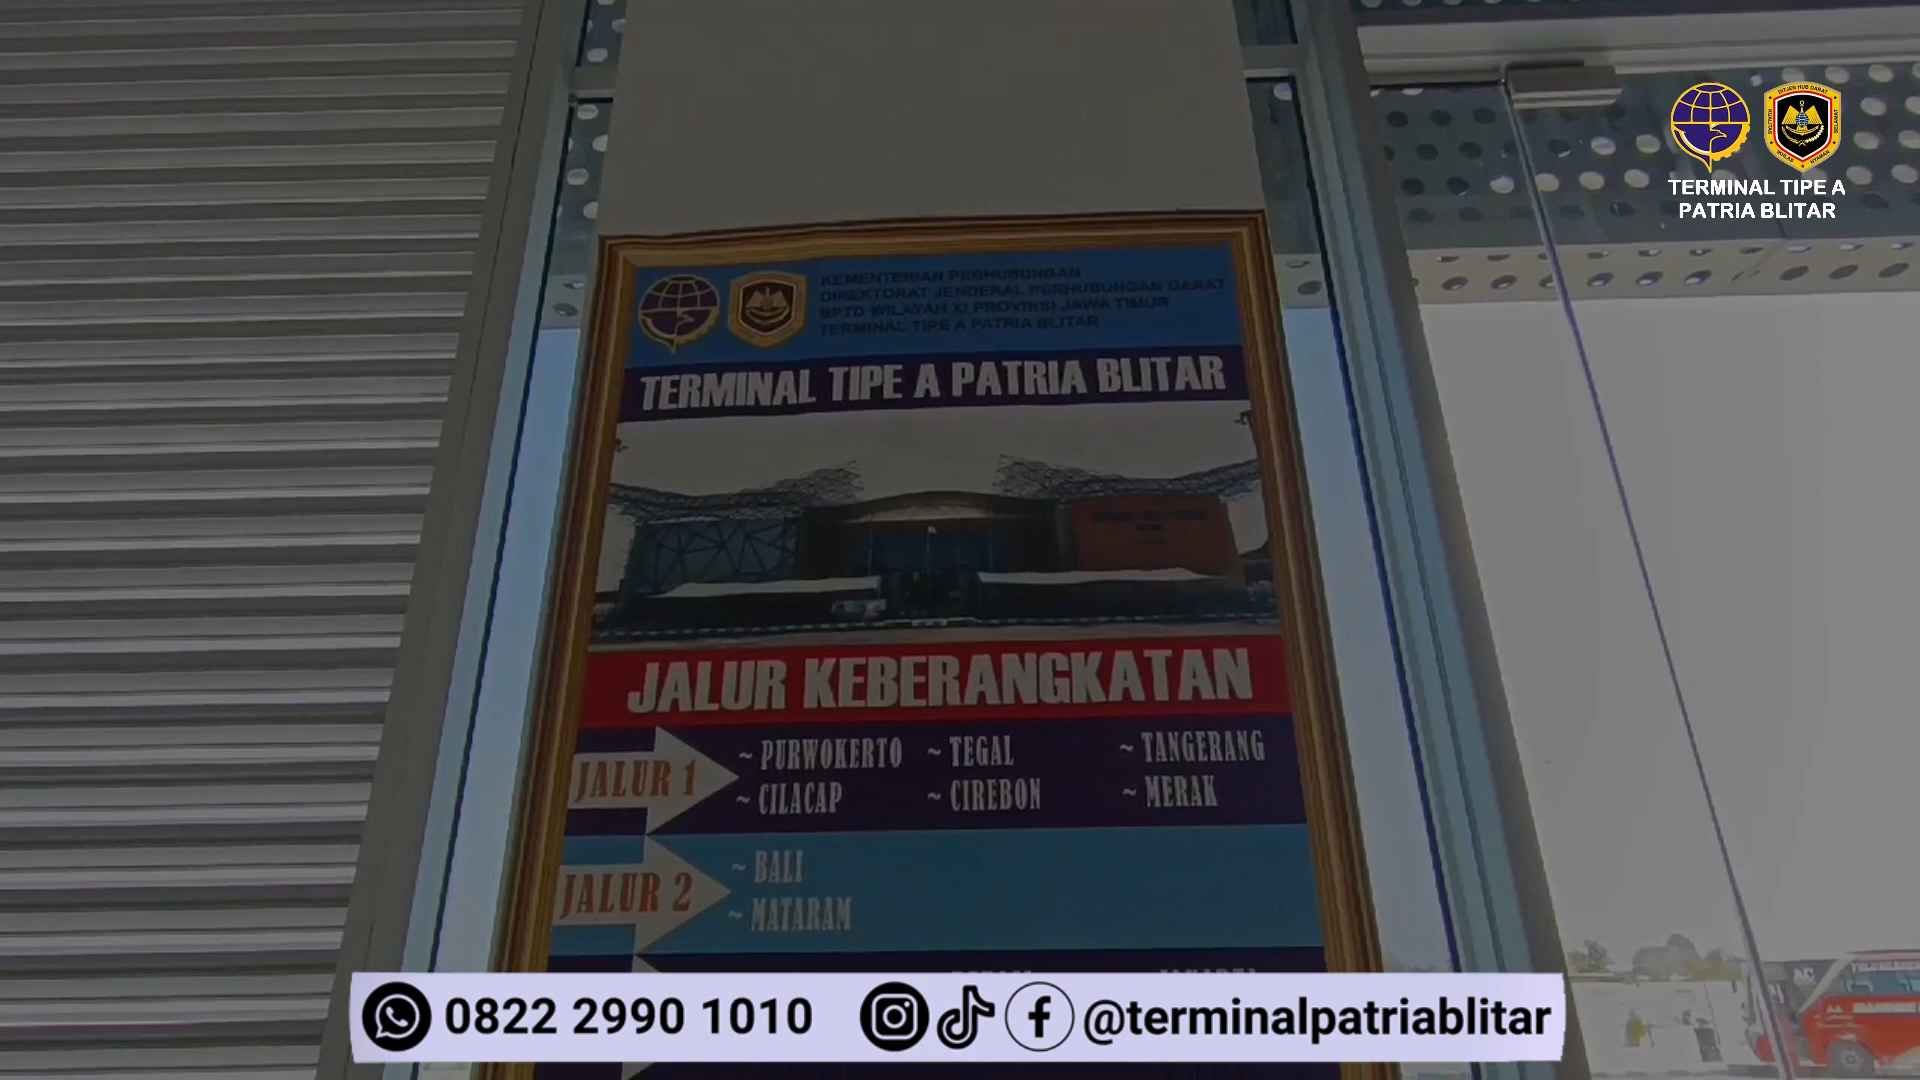 TERMINAL TIPE A
PATRIA BLITAR
KEMENTERIAN PERHUBUNGAN
DIREKTORAT JENDERAL PERHUBUNGAN DARAT
BPTD WILAYAH XI PROVINSI JAWA TIMUR
TERMINAL TIPE A PATRIA BLITAR
TERMINAL TIPE A PATRIA BLITAR
JALUR KEBERANGKATAN
JALUR 1
~ PURWOKERTO ~ TEGAL ~ TANGERANG
~ CILACAP ~ CIREBON ~ MERAK
JALUR 2
~ BALI
~ MATARAM
AC
0822 2990 1010 @terminalpatriablitar